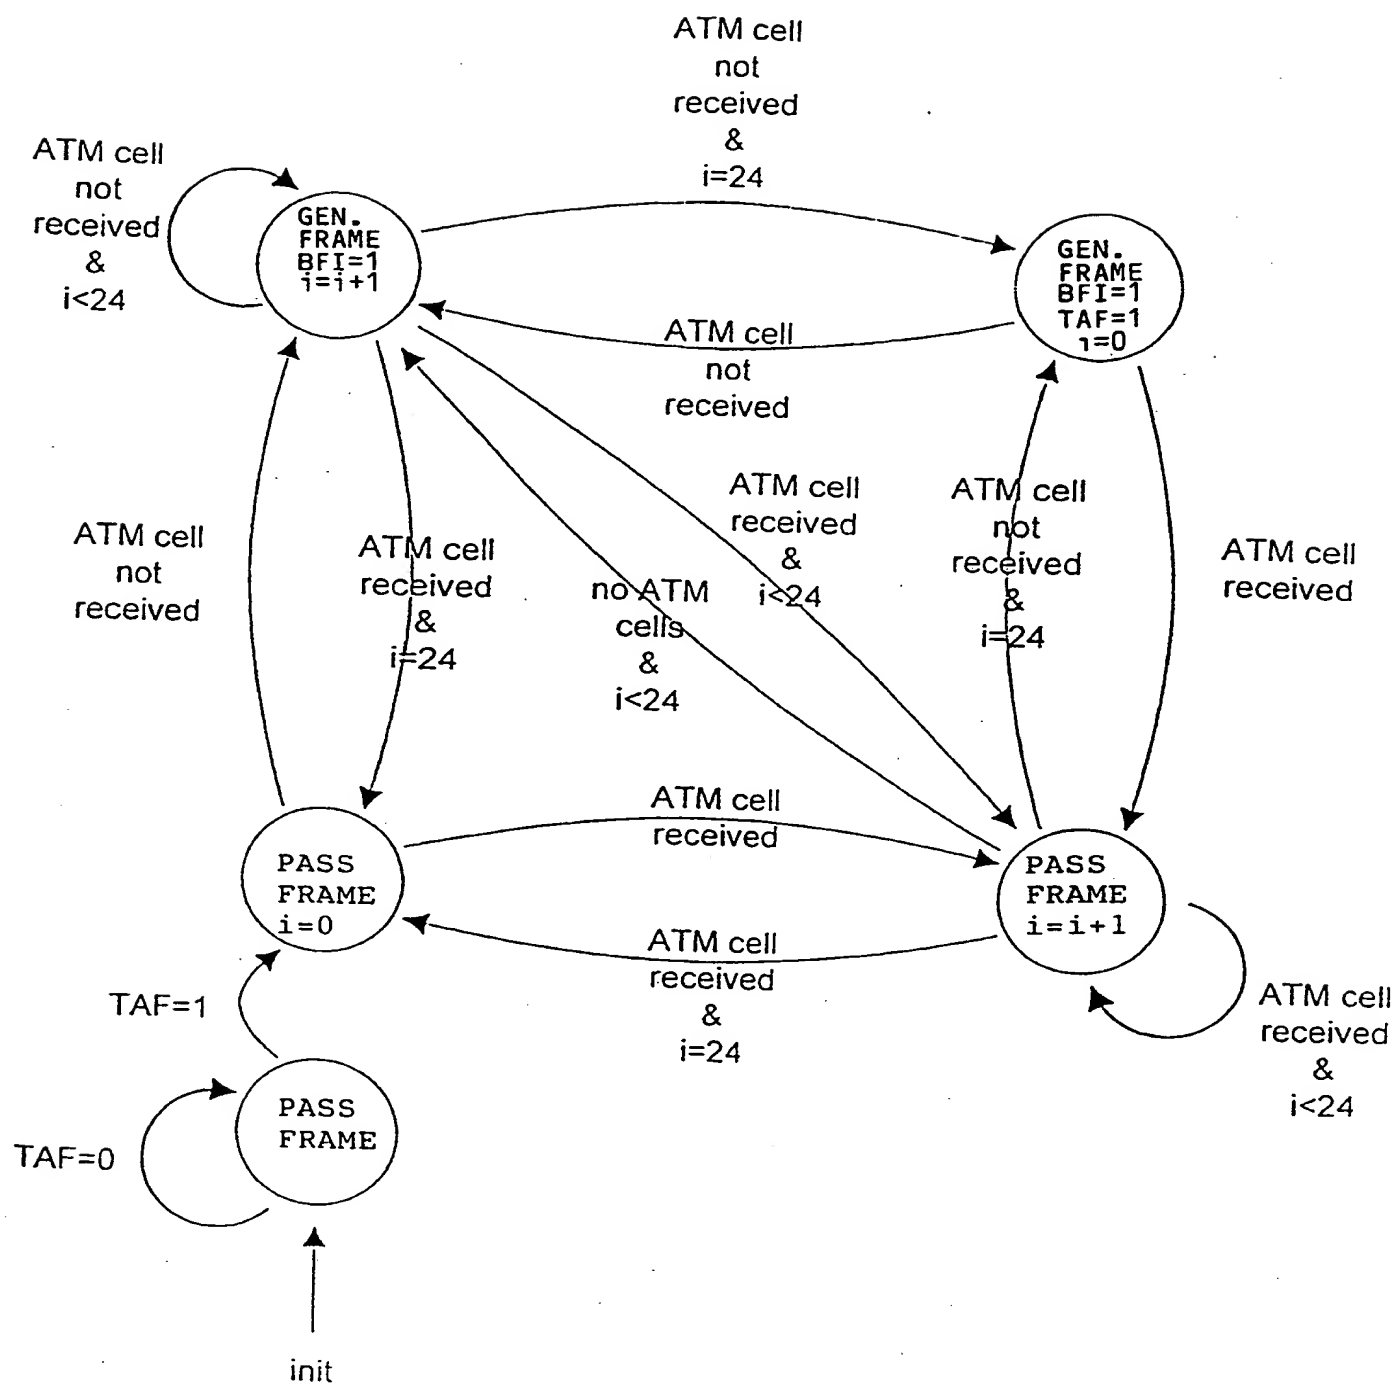 ATM cell
not
received
&
i=24
ATM cell
not
received
&
i<24
GEN.
FRAME
BFI=1
i=i+1
GEN.
FRAME
BFI=1
TAF=1
i=0
ATM cell
not
received
ATM cell
not
received
ATM cell
received
&
i=24
no ATM
cells
&
i<24
ATM cell
received
&
i<24
ATM cell
not
received
&
i=24
ATM cell
received
ATM cell
received
PASS
FRAME
i=0
PASS
FRAME
i=i+1
ATM cell
received
&
i=24
ATM cell
received
&
i<24
TAF=1
PASS
FRAME
TAF=0
init